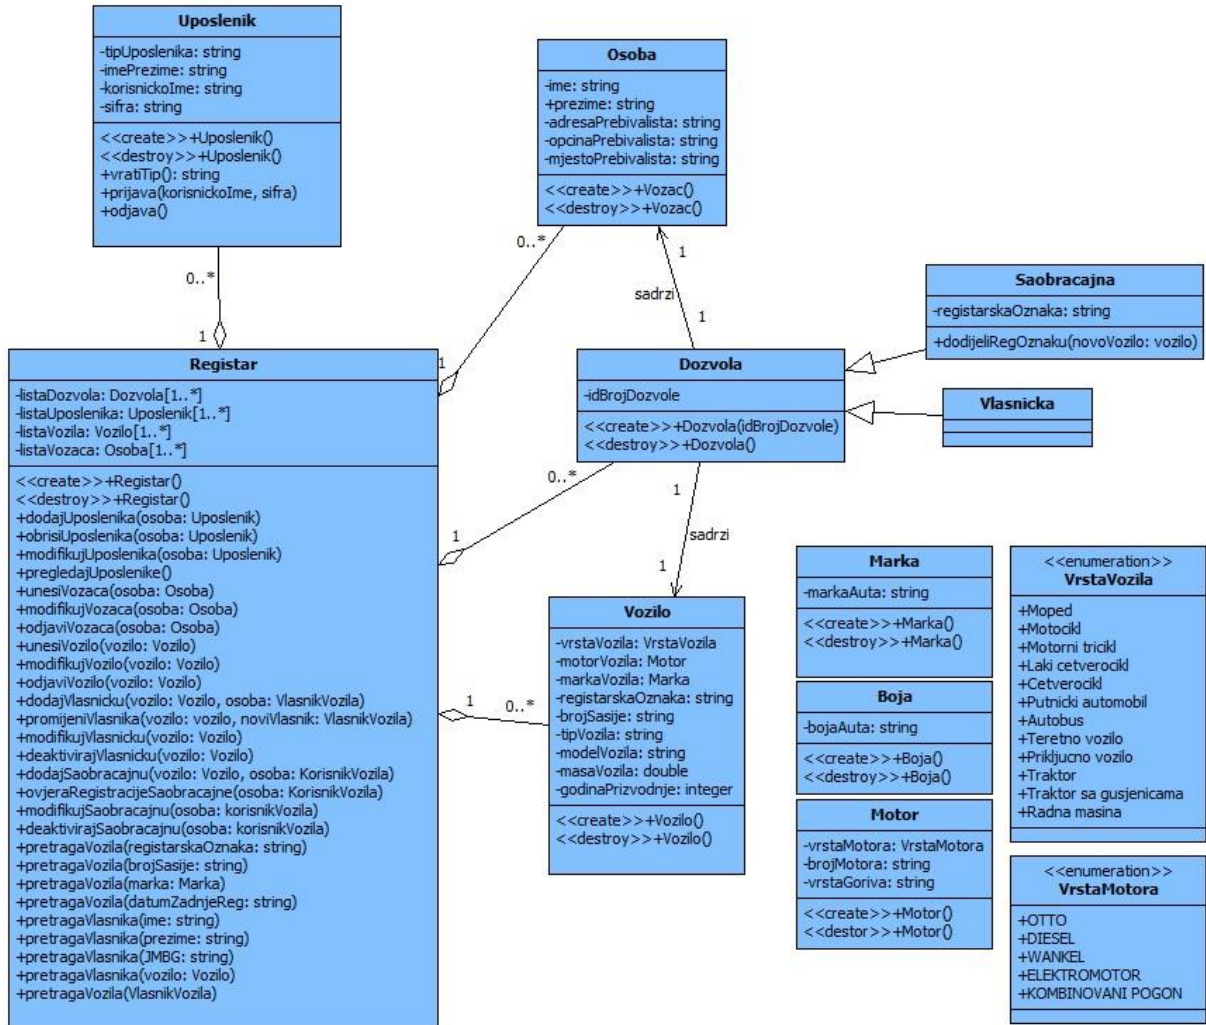 Uposlenik
-tipUposlenika: string
-imePrezime: string
-korisnickoIme: string
-sifra: string
<<create>>+Uposlenik()
<<destroy>>+Uposlenik()
+vratiTip(): string
+prijava(korisnickoIme, sifra)
+odjava()
0..*
1
Osoba
-ime: string
+prezime: string
-adresaPrebivalista: string
-opcinaPrebivalista: string
-mjestoPrebivalista: string
<<create>>+Vozac()
<<destroy>>+Vozac()
0..*
1
1
sadrzi
1
Saobracajna
-registarskaOznaka: string
+dodijeliRegOznaku(novoVozilo: vozilo)
Registar
-listaDozvola: Dozvola[1..*]
-listaUposlenika: Uposlenik[1..*]
-listaVozila: Vozilo[1..*]
-listaVozaca: Osoba[1..*]
<<create>>+Registar()
<<destroy>>+Registar()
+dodajUposlenika(osoba: Uposlenik)
+obrisiUposlenika(osoba: Uposlenik)
+modifikujUposlenika(osoba: Uposlenik)
+pregledajUposlenike()
+unesiVozaca(osoba: Osoba)
+modifikujVozaca(osoba: Osoba)
+odjaviVozaca(osoba: Osoba)
+unesiVozilo(vozilo: Vozilo)
+modifikujVozilo(vozilo: Vozilo)
+odjaviVozilo(vozilo: Vozilo)
+dodajVlasnicku(vozilo: Vozilo, osoba: VlasnikVozila)
+promijeniVlasnika(vozilo: vozilo, noviVlasnik: VlasnikVozila)
+modifikujVlasnicku(vozilo: Vozilo)
+deaktivirajVlasnicku(vozilo: Vozilo)
+dodajSaobracajnu(vozilo: Vozilo, osoba: KorisnikVozila)
+ovjeraRegistracijeSaobracajne(osoba: KorisnikVozila)
+modifikujSaobracajnu(osoba: korisnikVozila)
+deaktivirajSaobracajnu(osoba: korisnikVozila)
+pretragaVozila(registarskaOznaka: string)
+pretragaVozila(brojSasije: string)
+pretragaVozila(marka: Marka)
+pretragaVozila(datumZadnjeReg: string)
+pretragaVlasnika(ime: string)
+pretragaVlasnika(prezime: string)
+pretragaVlasnika(JMBG: string)
+pretragaVlasnika(vozilo: Vozilo)
+pretragaVozila(VlasnikVozila)
Dozvola
-idBrojDozvole
<<create>>+Dozvola(idBrojDozvole)
<<destroy>>+Dozvola()
Vlasnicka
0..*
1
1
sadrzi
1
1
0..*
Vozilo
-vrstaVozila: VrstaVozila
-motorVozila: Motor
-markaVozila: Marka
-registarskaOznaka: string
-brojSasije: string
-tipVozila: string
-modelVozila: string
-masaVozila: double
-godinaPrizvodnje: integer
<<create>>+Vozilo()
<<destroy>>+Vozilo()
Marka
-markaAuta: string
<<create>>+Marka()
<<destroy>>+Marka()
Boja
-bojaAuta: string
<<create>>+Boja()
<<destroy>>+Boja()
Motor
-vrstaMotora: VrstaMotora
-brojMotora: string
-vrstaGoriva: string
<<create>>+Motor()
<<destor>>+Motor()
<<enumeration>>
VrstaVozila
+Moped
+Motocikl
+Motorni tricikl
+Laki cetverocikl
+Cetverocikl
+Putnicki automobil
+Autobus
+Teretno vozilo
+Prikljucno vozilo
+Traktor
+Traktor sa gusjenicama
+Radna masina
<<enumeration>>
VrstaMotora
+OTTO
+DIESEL
+WANKEL
+ELEKTROMOTOR
+KOMBINOVANI POGON